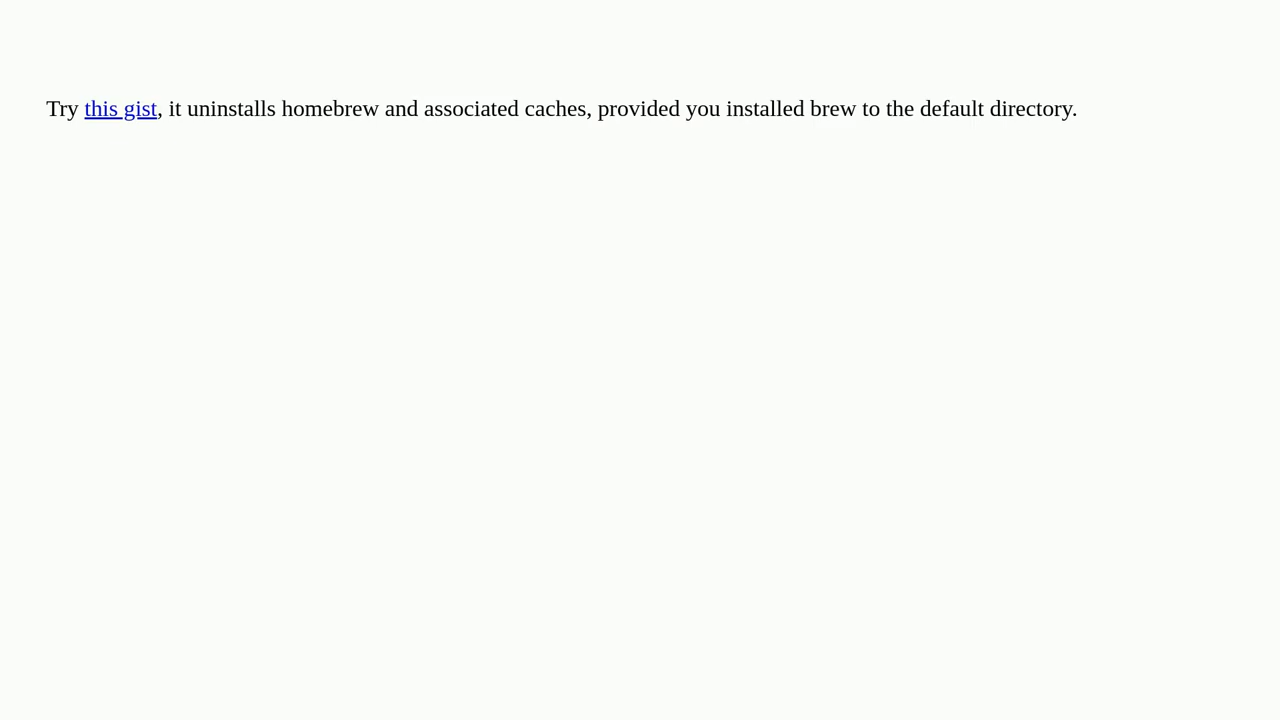 Try this gist, it uninstalls homebrew and associated caches, provided you installed brew to the default directory.